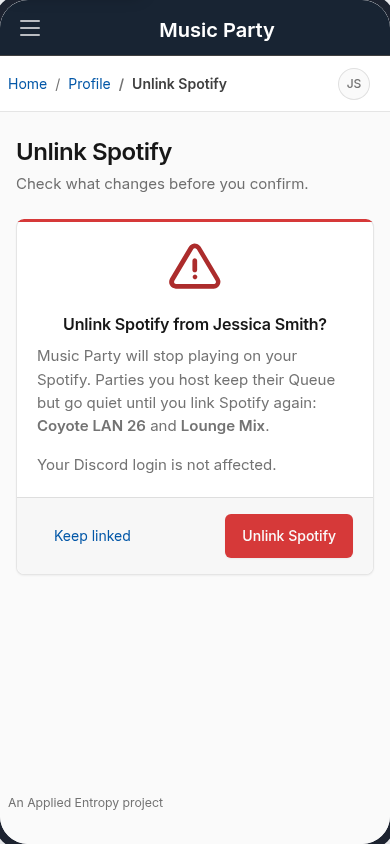 Music Party
Home / Profile / Unlink Spotify
JS
Unlink Spotify
Check what changes before you confirm.
Unlink Spotify from Jessica Smith?
Music Party will stop playing on your
Spotify. Parties you host keep their Queue
but go quiet until you link Spotify again:
Coyote LAN 26 and Lounge Mix.
Your Discord login is not affected.
Keep linked
Unlink Spotify
An Applied Entropy project